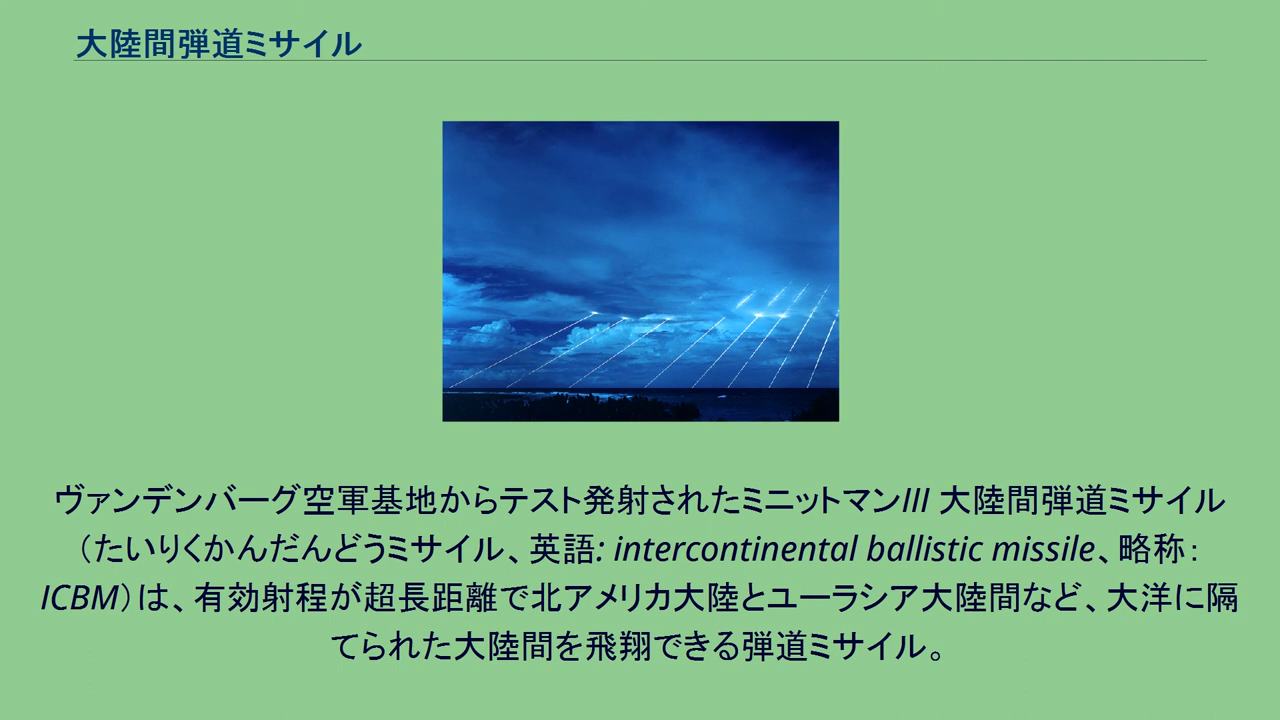 大陸間弾道ミサイル
ヴァンデンバーグ空軍基地からテスト発射されたミニットマンIII 大陸間弾道ミサイル
（たいりくかんだんどうミサイル、英語: intercontinental ballistic missile、略称：
ICBM）は、有効射程が超長距離で北アメリカ大陸とユーラシア大陸間など、大洋に隔
てられた大陸間を飛翔できる弾道ミサイル。